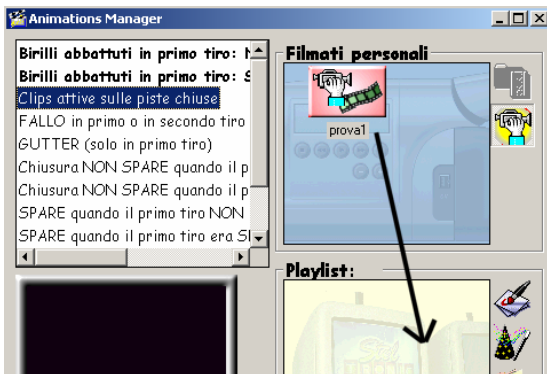 Animations Manager
Birilli abbattuti in primo tiro:
Birilli abbattuti in primo tiro:
Clips attive sulle piste chiuse
FALLO in primo o in secondo tiro
GUTTER (solo in primo tiro)
Chiusura NON SPARE quando il p
Chiusura NON SPARE quando il p
SPARE quando il primo tiro NON
SPARE quando il primo tiro era
Filmati personali
prova1
Playlist: